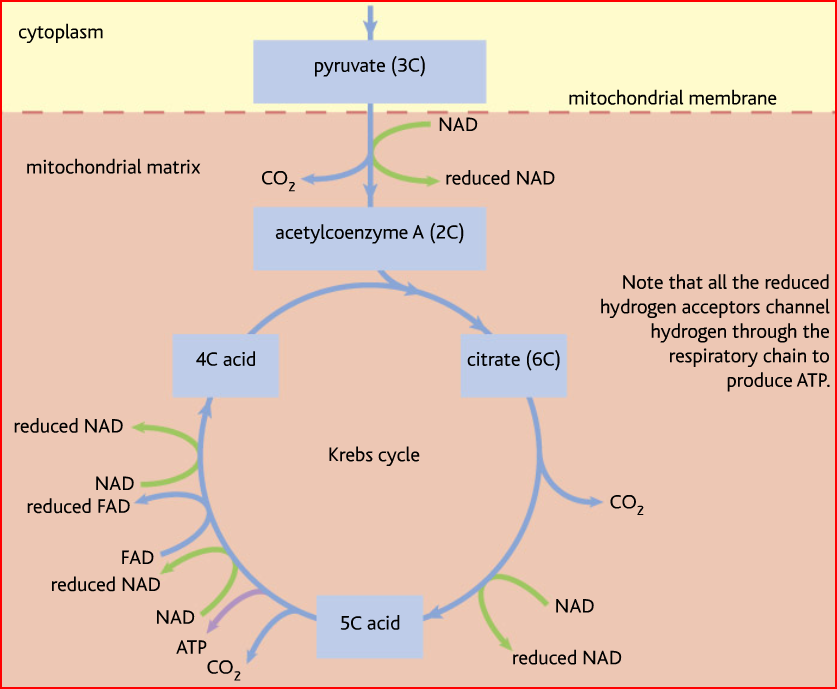 cytoplasm
pyruvate (3C)
mitochondrial membrane
NAD
mitochondrial matrix
CO₂
reduced NAD
acetylcoenzyme A (2C)
Note that all the reduced
hydrogen acceptors channel
hydrogen through the
respiratory chain to
produce ATP.
4C acid
citrate (6C)
reduced NAD
Krebs cycle
NAD
reduced FAD
CO₂
FAD
reduced NAD
NAD
ATP
CO₂
5C acid
NAD
reduced NAD